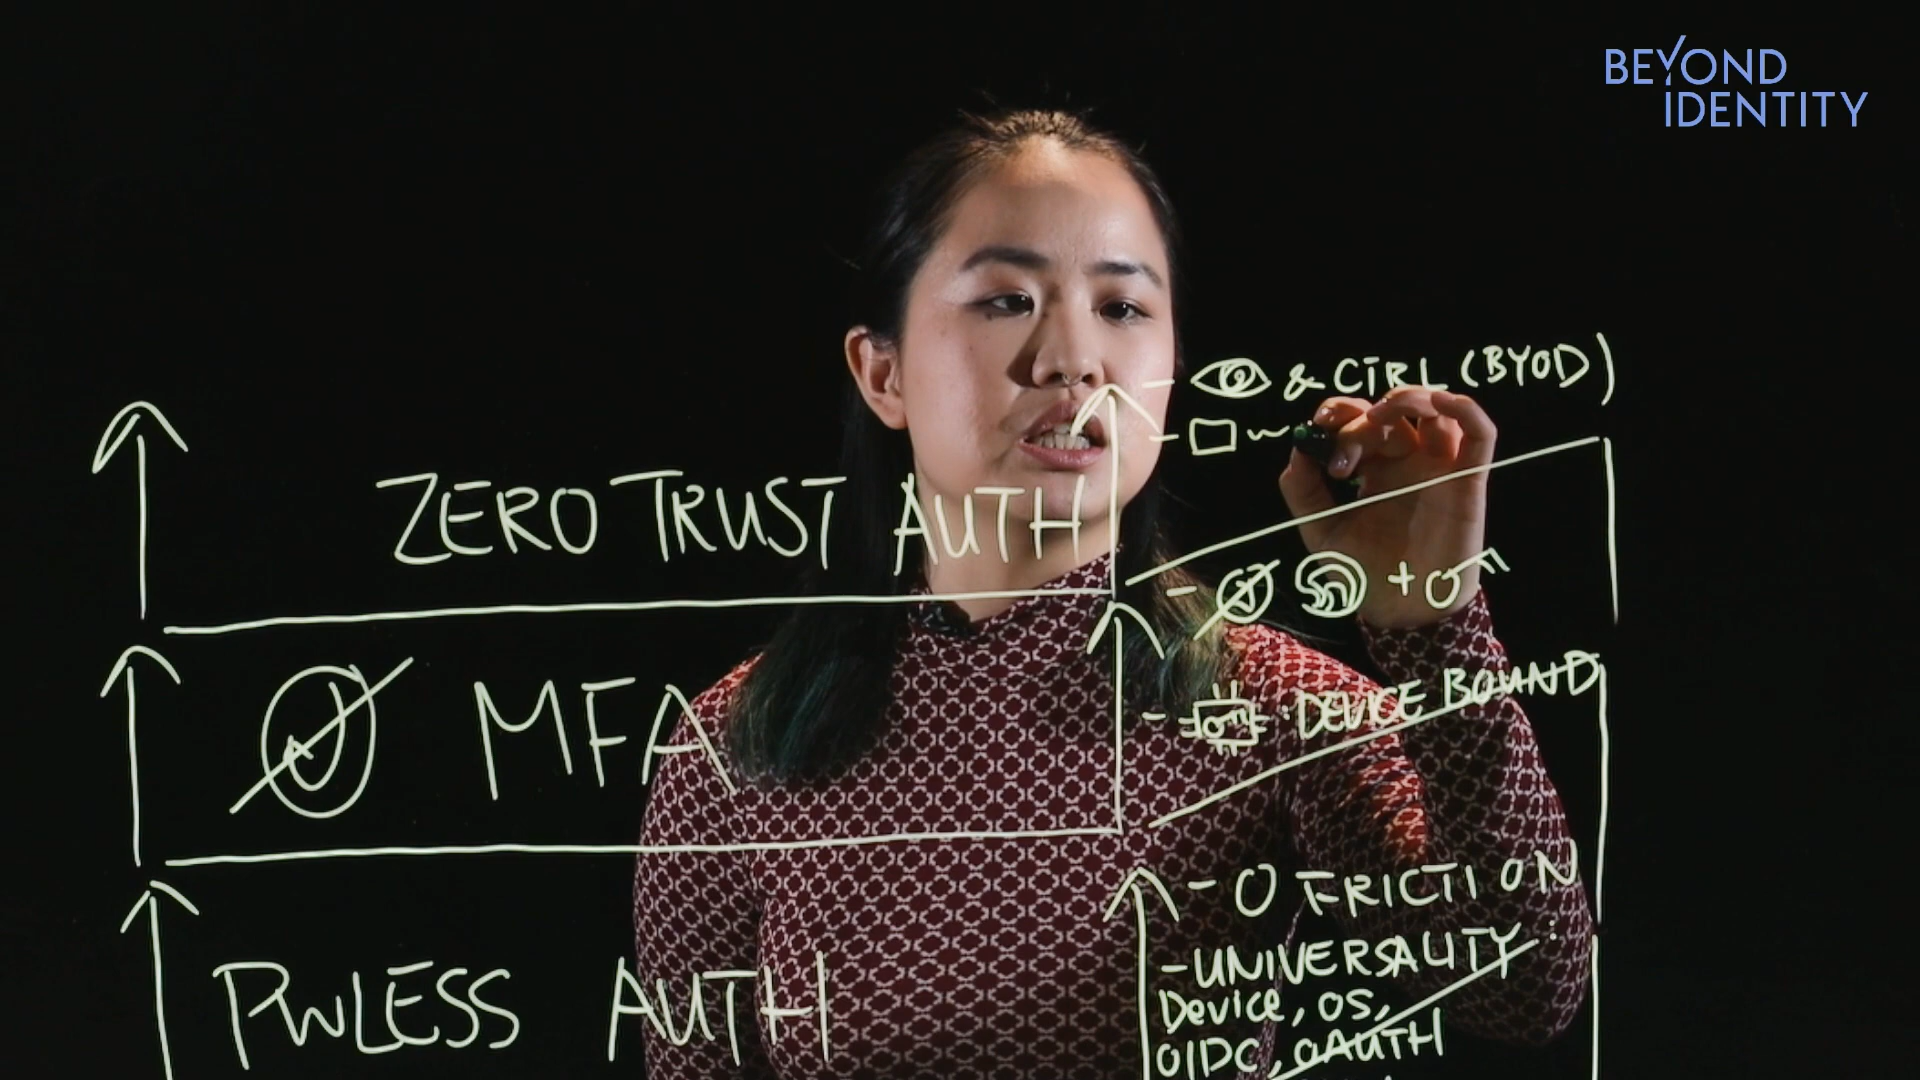 BEYOND
IDENTITY
- & CTRL (BYOD)
-
ZERO TRUST AUTH
- +
MFA
- : DEVICE BOUND
- 0 FRICTION
- UNIVERSALITY:
PWLESS AUTH
Device, OS,
OIDC, OAUTH